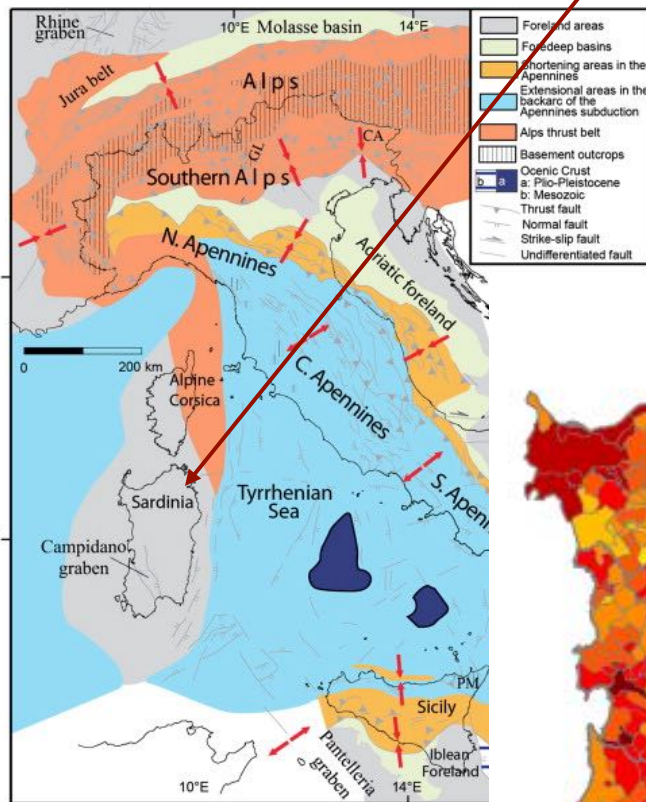 Rhine
graben
10°E
Molasse basin
14°E
Jura belt
Alps
GL
CA
Southern Alps
N. Apennines
Adriatic foreland
0
200 km
Alpine
Corsica
C. Apennines
S. Apenn
Sardinia
Tyrrhenian
Sea
Campidano
graben
PM
Sicily
Pantelleria
graben
Iblean
Foreland
10°E
14°E
Foreland areas
Foredeep basins
Shortening areas in the
Apennines
Extensional areas in the
backarc of the
Apennines subduction
Alps thrust belt
Basement outcrops
b a
Ocenic Crust
a: Plio-Pleistocene
b: Mesozoic
Thrust fault
Normal fault
Strike-slip fault
Undifferentiated fault